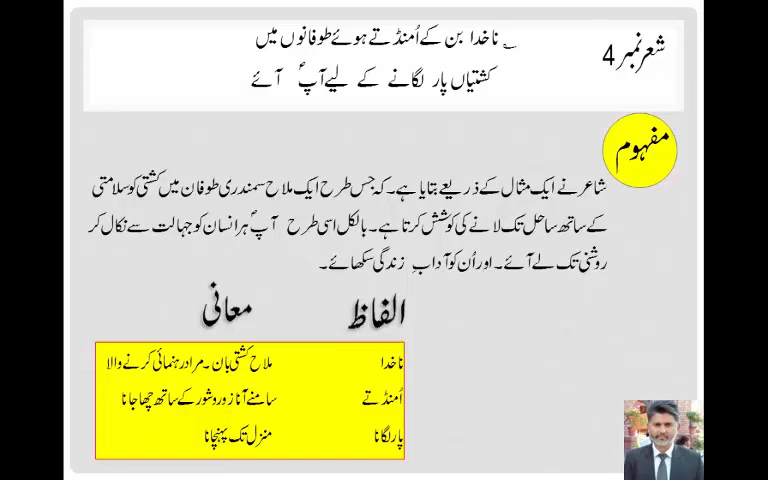 شعر نمبر 4
ناخدا بن کے اُمنڈتے ہوئے طوفانوں میں
کشتیاں پار لگانے کے لیے آپؐ آئے
مفہوم
شاعر نے ایک مثال کے ذریعے بتایا ہے۔ کہ جس طرح ایک ملاح سمندری طوفان میں کشتی کو سلامتی
کے ساتھ ساحل تک لانے کی کوشش کرتا ہے۔ بالکل اسی طرح آپؐ ہر انسان کو جہالت سے نکال کر
روشنی تک لے آئے۔ اور اُن کو آدابِ زندگی سکھائے۔
الفاظ معانی
ناخدا ملاح کشتی بان۔ مراد رہنمائی کرنے والا
اُمنڈتے سامنے آنا زور و شور کے ساتھ چھا جانا
پار لگانا منزل تک پہنچانا